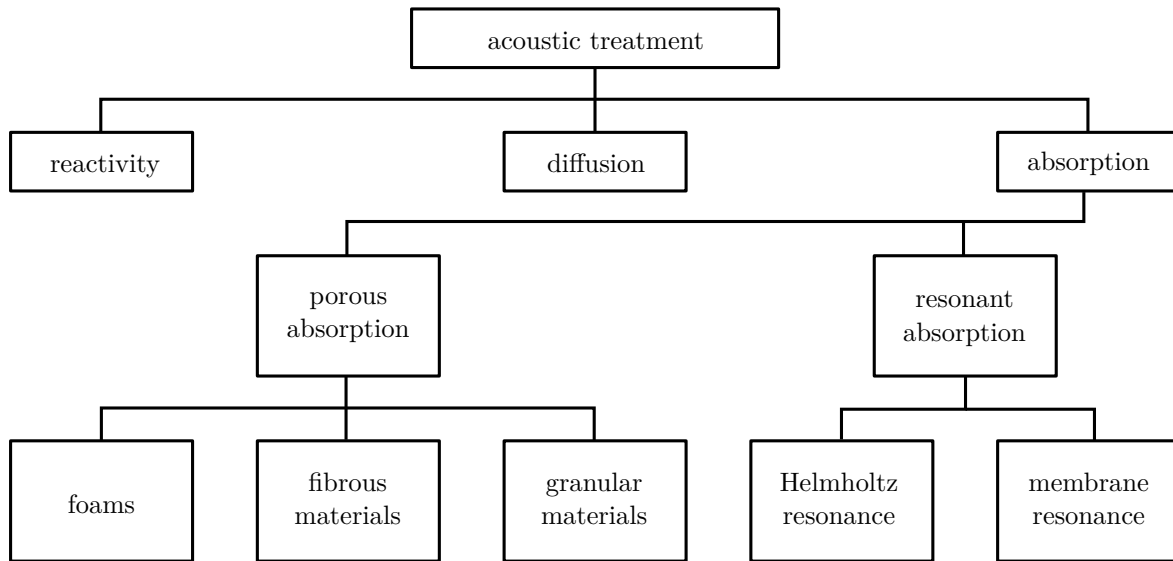 acoustic treatment
reactivity
diffusion
absorption
porous
absorption
resonant
absorption
foams
fibrous
materials
granular
materials
Helmholtz
resonance
membrane
resonance